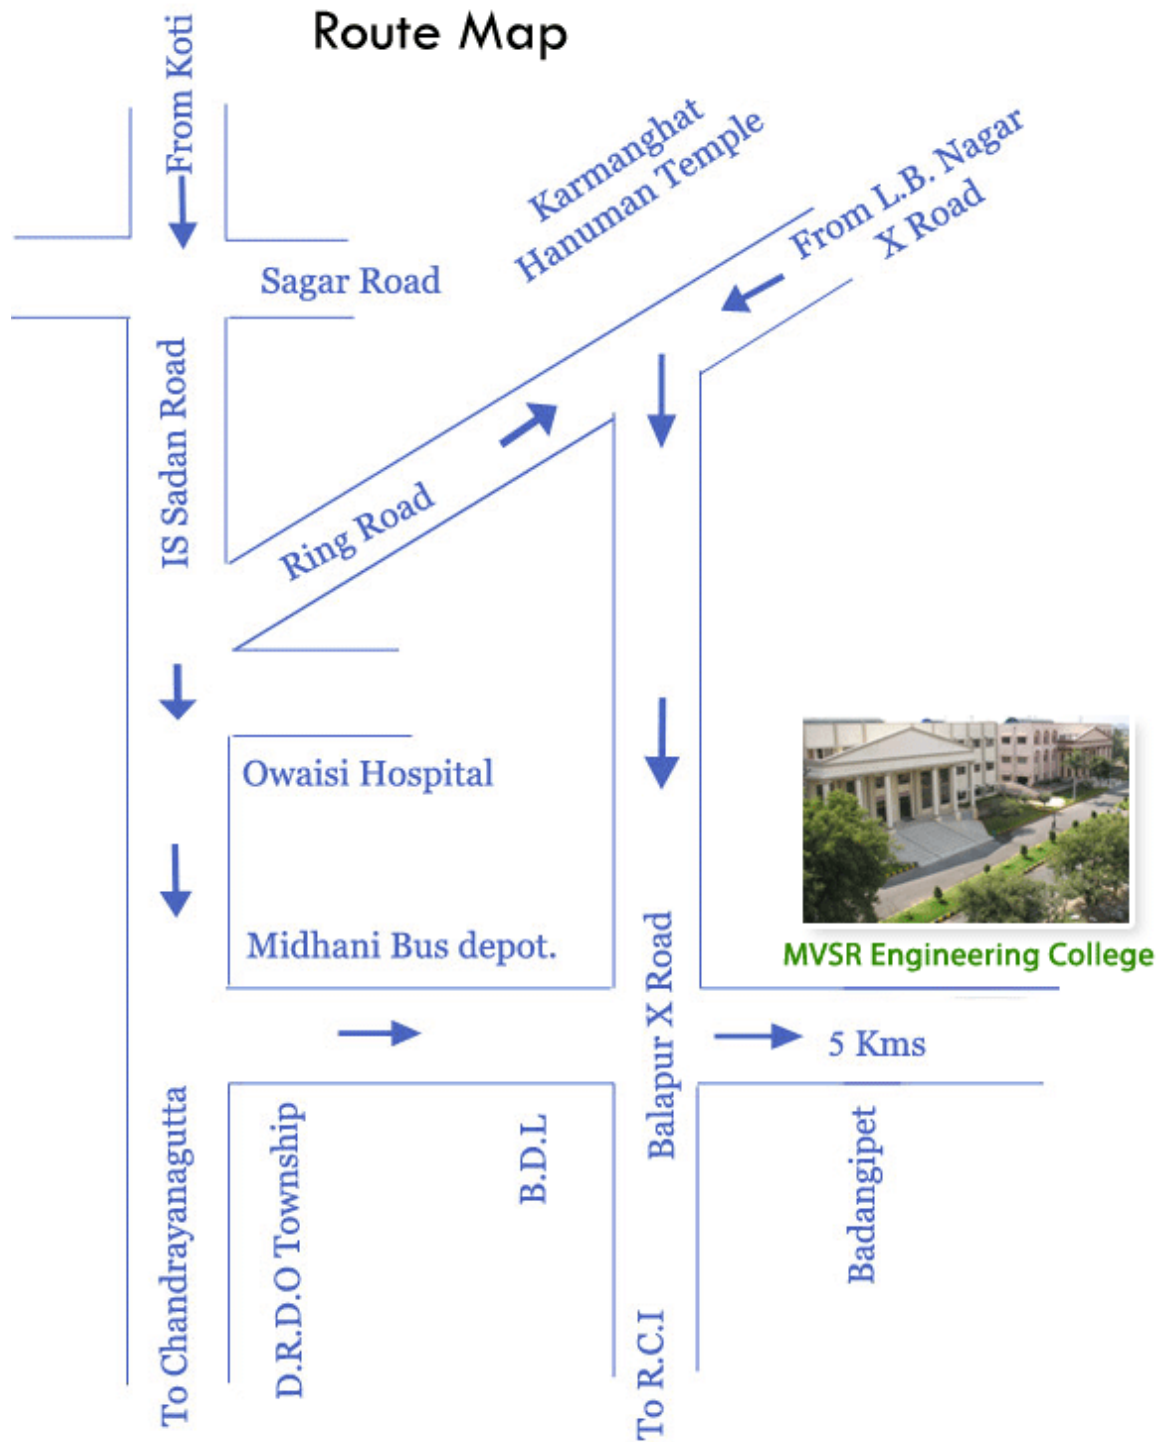 Route Map
From Koti
Karmanghat
Hanuman Temple
From L.B. Nagar
X Road
Sagar Road
IS Sadan Road
Ring Road
Owaisi Hospital
Midhani Bus depot.
MVSR Engineering College
Balapur X Road
5 Kms
To Chandrayanagutta
D.R.D.O Township
B.D.L
Badangipet
To R.C.I